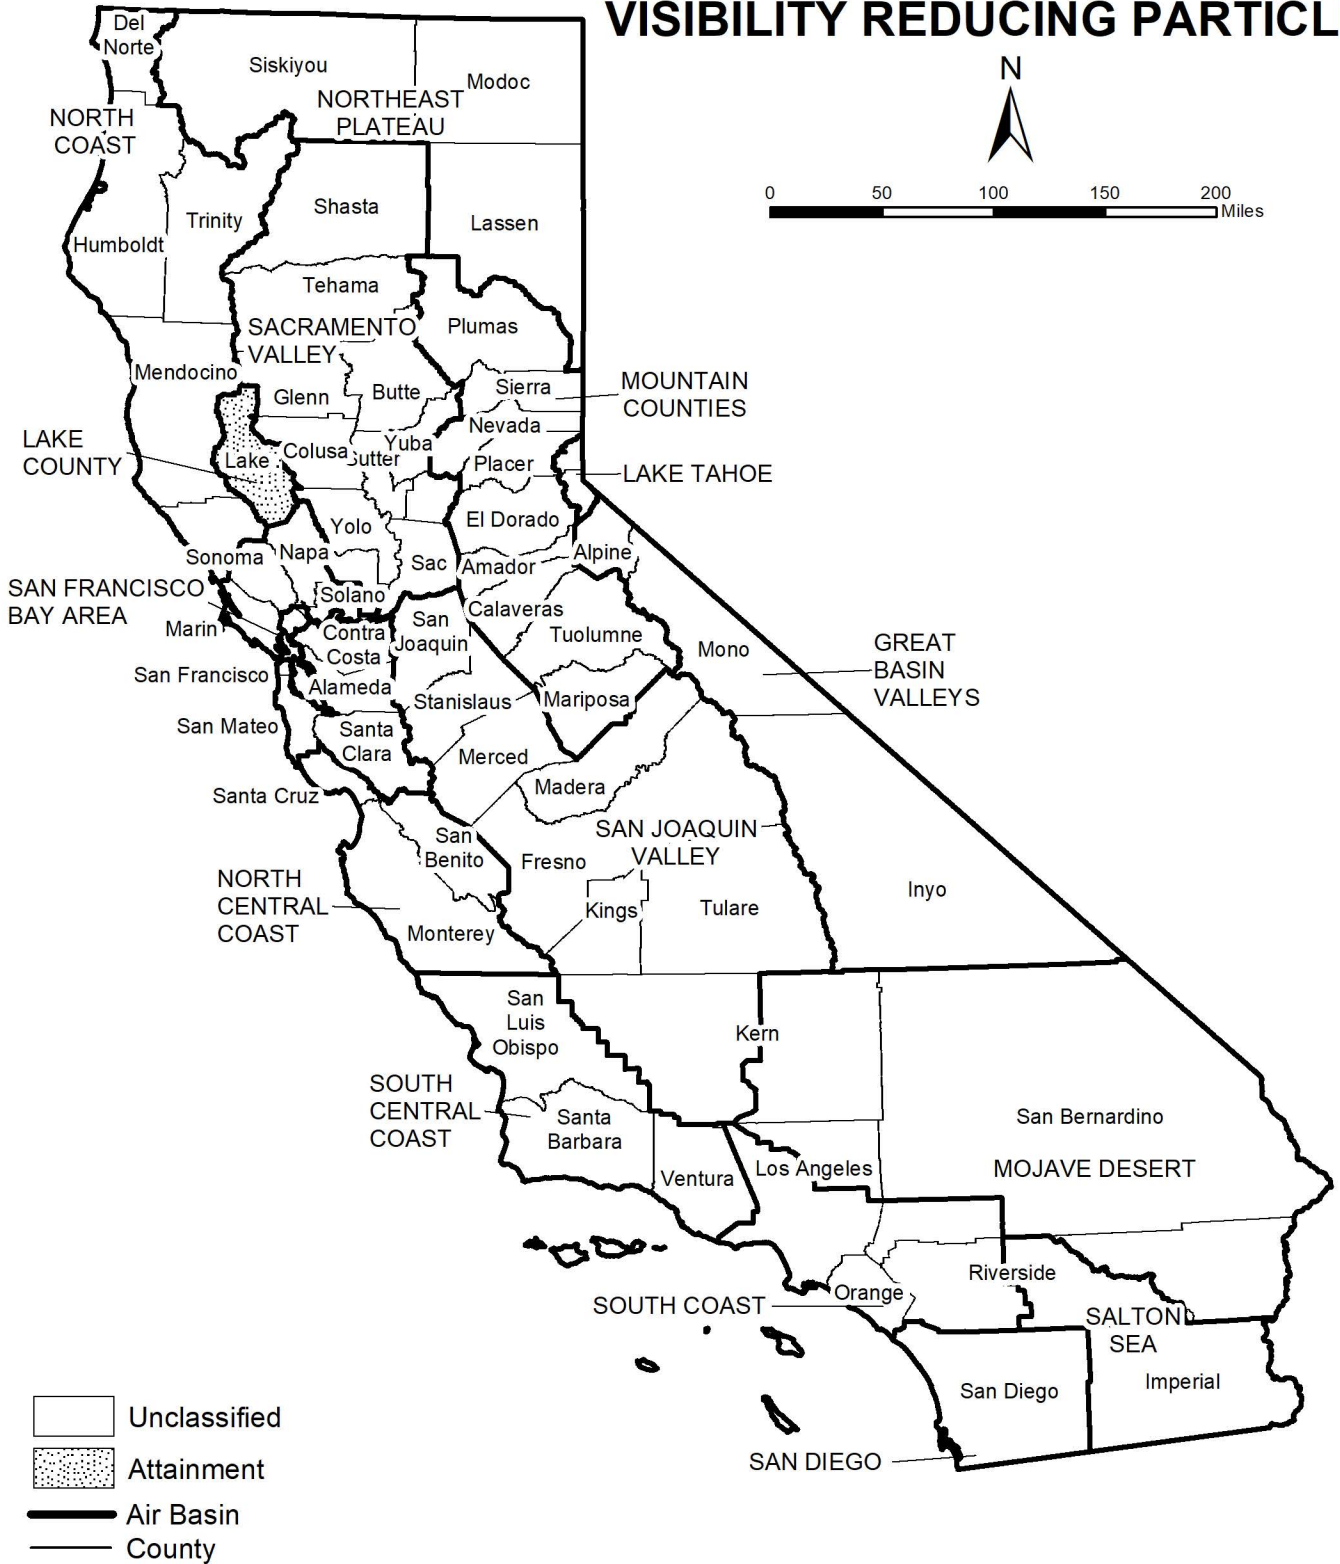 VISIBILITY REDUCING PARTICL
N
0 50 100 150 200
Miles
Del
Norte
Siskiyou
Modoc
NORTHEAST
PLATEAU
NORTH
COAST
Shasta
Trinity
Lassen
Humboldt
Tehama
SACRAMENTO
VALLEY
Plumas
Mendocino
Glenn
Butte
Sierra
MOUNTAIN
COUNTIES
Nevada
LAKE
COUNTY
Lake
Colusa
Yuba
Placer
LAKE TAHOE
Yolo
El Dorado
Sonoma
Napa
Sac
Amador
Alpine
SAN FRANCISCO
BAY AREA
Solano
Calaveras
Marin
Contra
Costa
San
Joaquin
Tuolumne
Mono
GREAT
BASIN
VALLEYS
San Francisco
Alameda
Stanislaus
Mariposa
San Mateo
Santa
Clara
Merced
Santa Cruz
Madera
SAN JOAQUIN
VALLEY
San
Benito
Fresno
NORTH
CENTRAL
COAST
Kings
Tulare
Inyo
Monterey
San
Luis
Obispo
Kern
SOUTH
CENTRAL
COAST
Santa
Barbara
San Bernardino
Ventura
Los Angeles
MOJAVE DESERT
Riverside
Orange
SOUTH COAST
SALTON
SEA
San Diego
Imperial
SAN DIEGO
Unclassified
Attainment
Air Basin
County